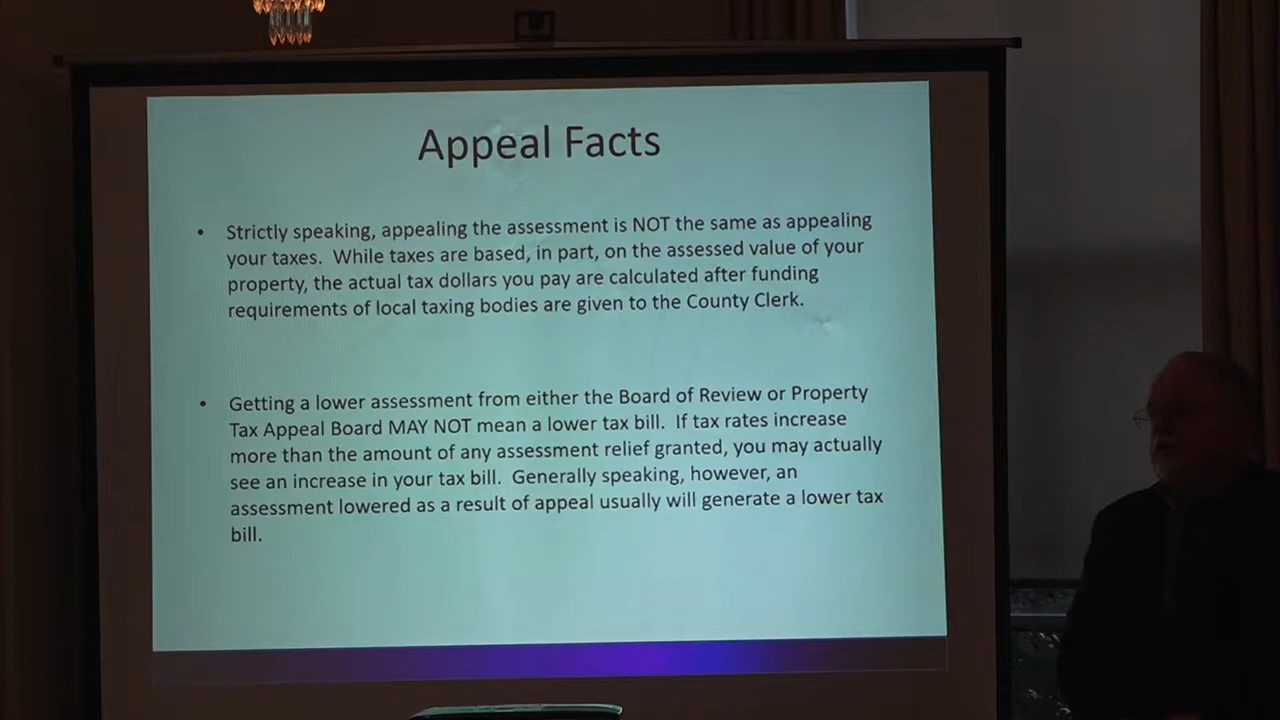 Appeal Facts
• Strictly speaking, appealing the assessment is NOT the same as appealing
your taxes. While taxes are based, in part, on the assessed value of your
property, the actual tax dollars you pay are calculated after funding
requirements of local taxing bodies are given to the County Clerk.
• Getting a lower assessment from either the Board of Review or Property
Tax Appeal Board MAY NOT mean a lower tax bill. If tax rates increase
more than the amount of any assessment relief granted, you may actually
see an increase in your tax bill. Generally speaking, however, an
assessment lowered as a result of appeal usually will generate a lower tax
bill.